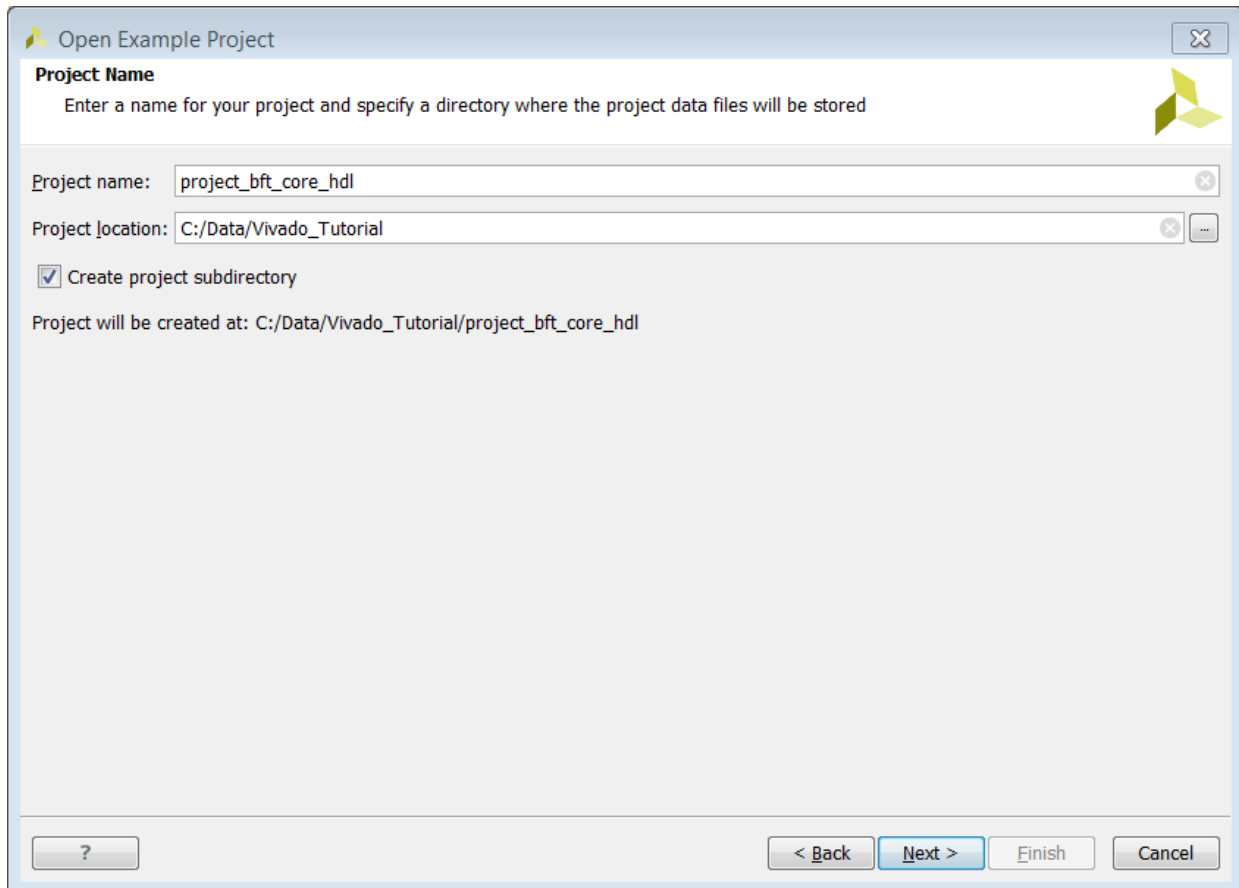 Open Example Project
Project Name
Enter a name for your project and specify a directory where the project data files will be stored
Project name: project_bft_core_hdl
Project location: C:/Data/Vivado_Tutorial ...
Create project subdirectory
Project will be created at: C:/Data/Vivado_Tutorial/project_bft_core_hdl
? < Back Next > Finish Cancel